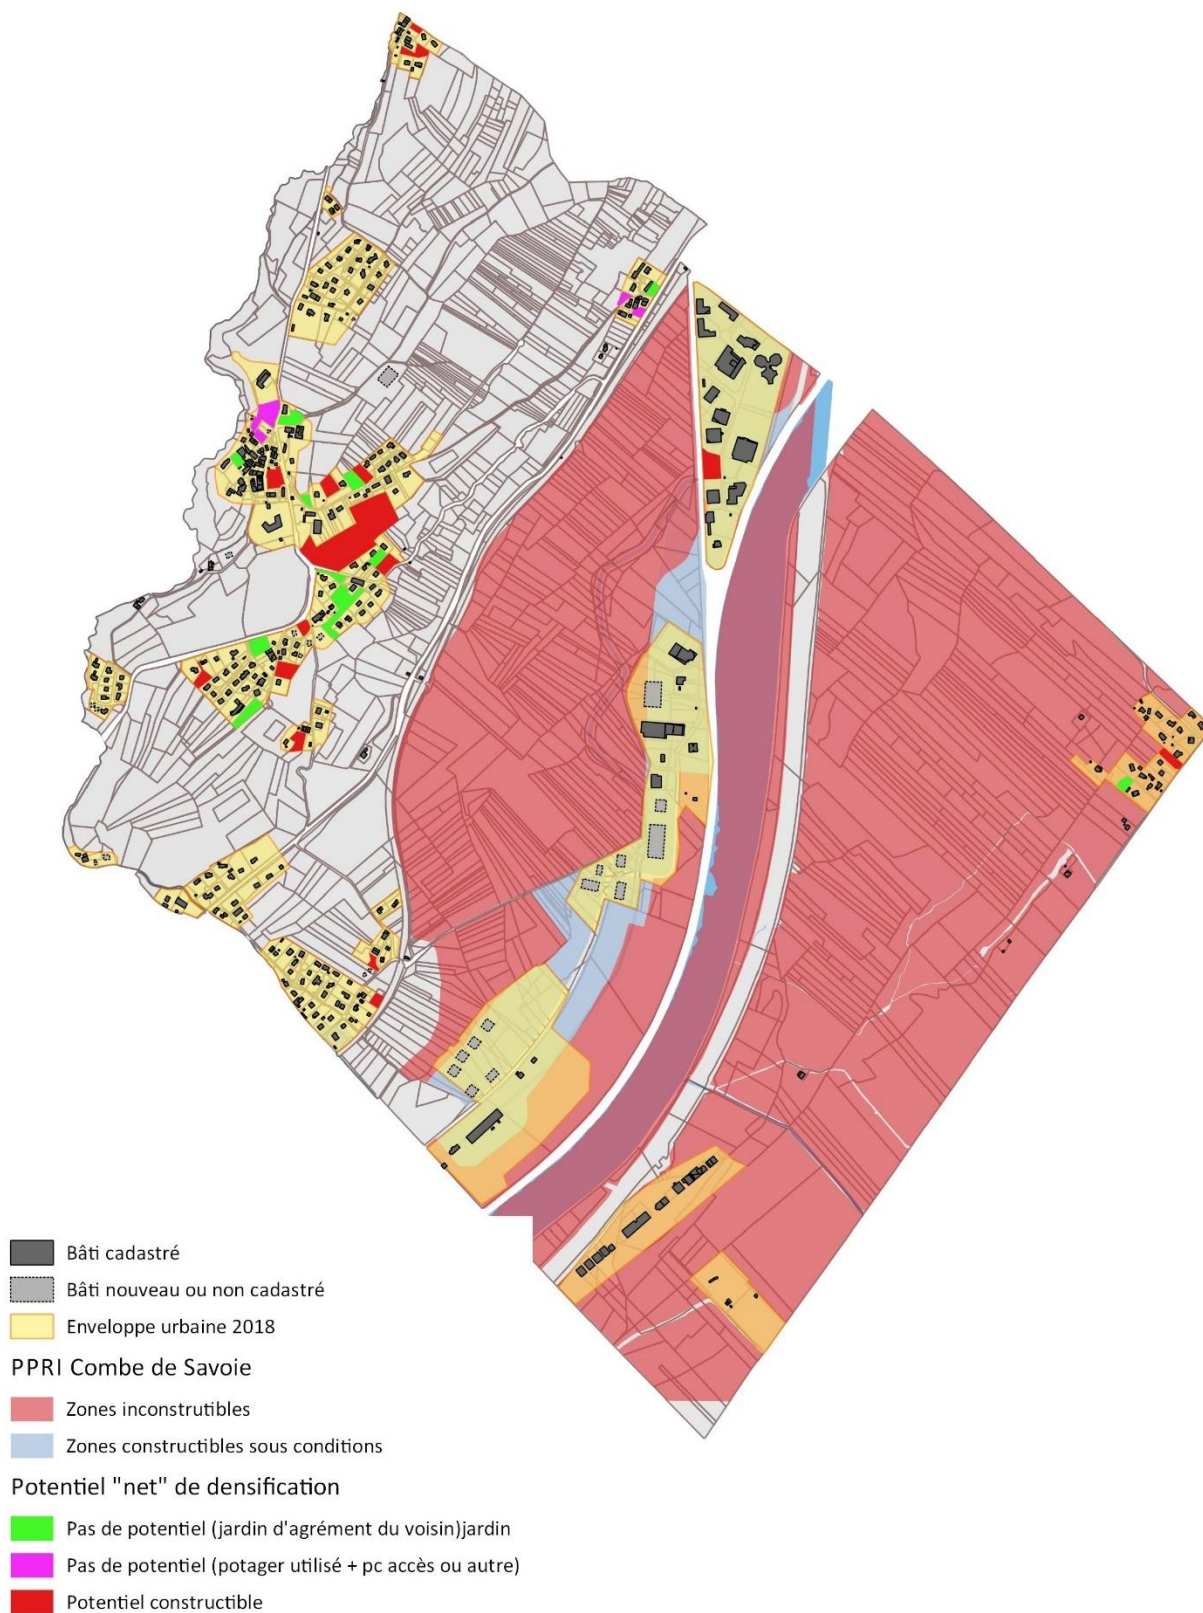 Bâti cadastré
Bâti nouveau ou non cadastré
Enveloppe urbaine 2018
PPRI Combe de Savoie
Zones inconstrutibles
Zones constructibles sous conditions
Potentiel "net" de densification
Pas de potentiel (jardin d'agrément du voisin)jardin
Pas de potentiel (potager utilisé + pc accès ou autre)
Potentiel constructible